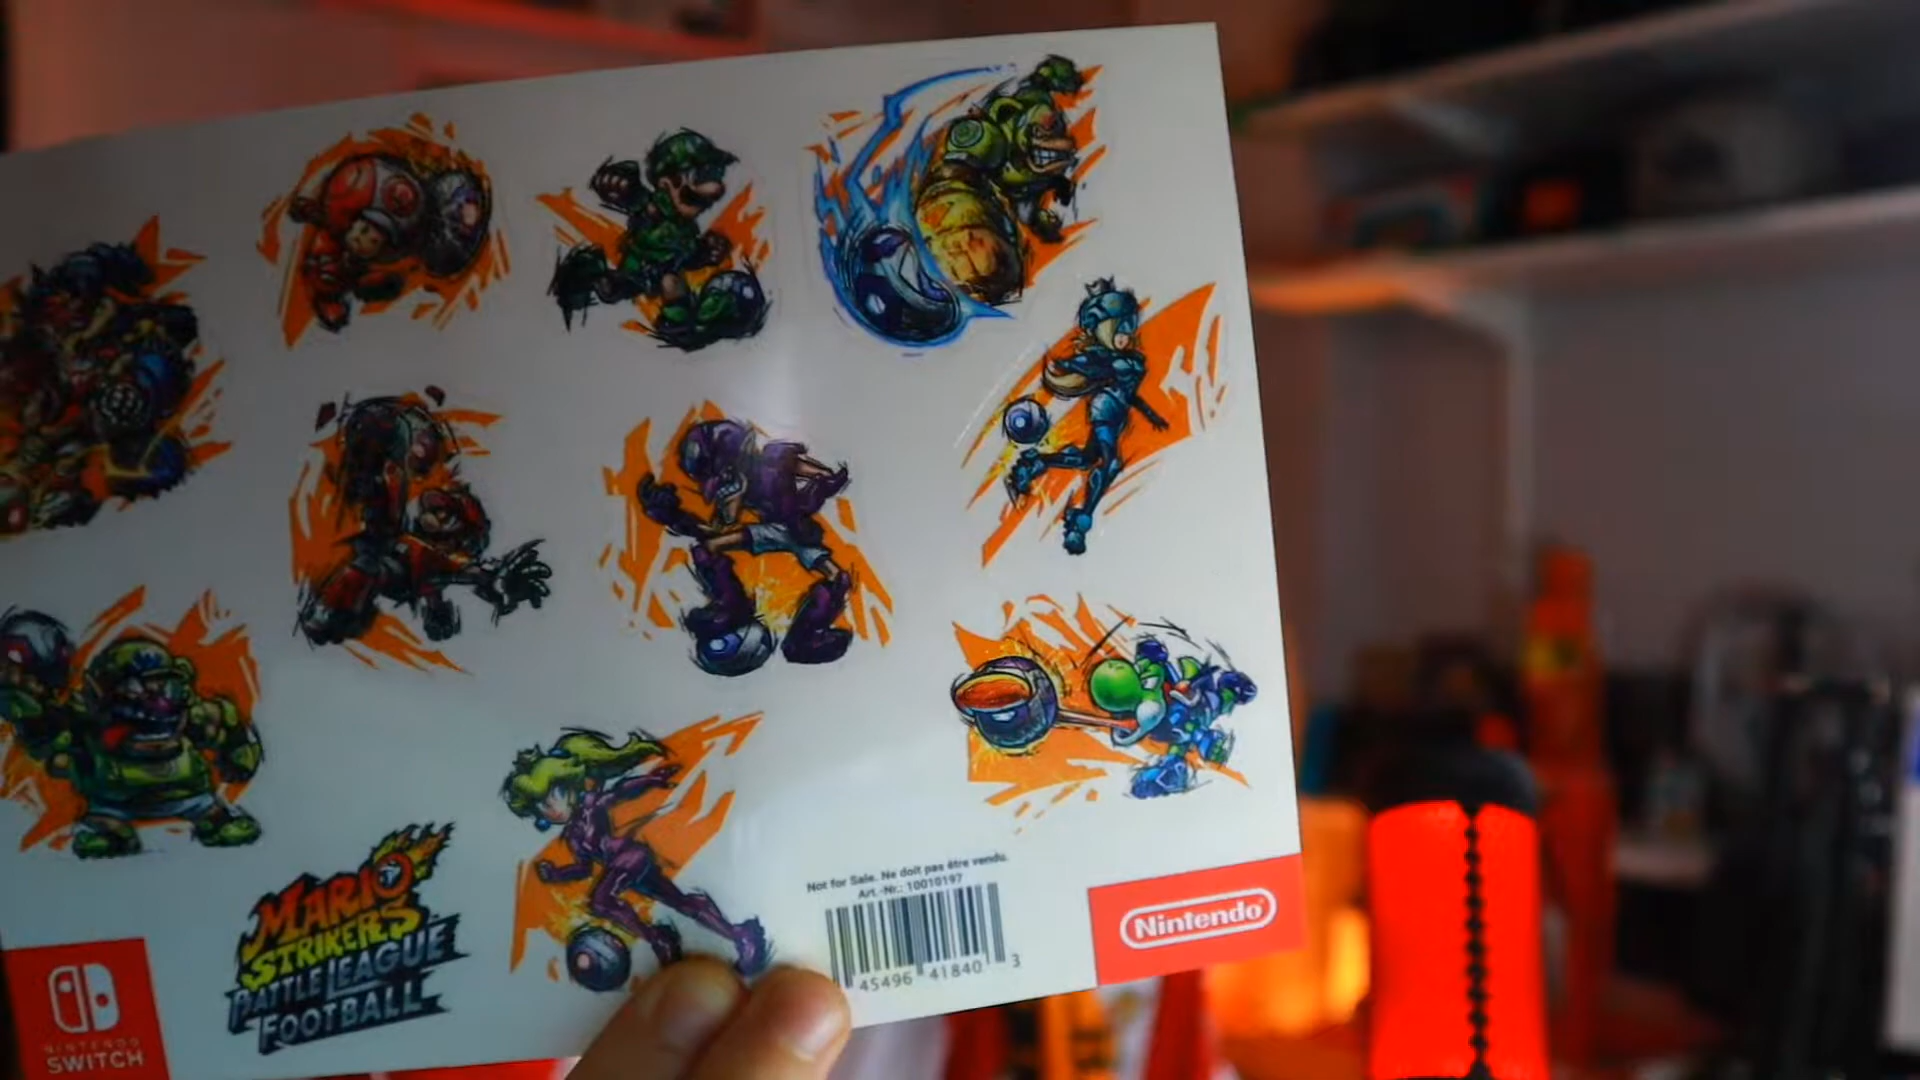 Not for Sale. Ne doit pas être vendu.
Art.-Nr.: 10010197
45496 41840 3
Nintendo®
MARIO
STRIKERS™
BATTLE LEAGUE
FOOTBALL
NINTENDO
SWITCH